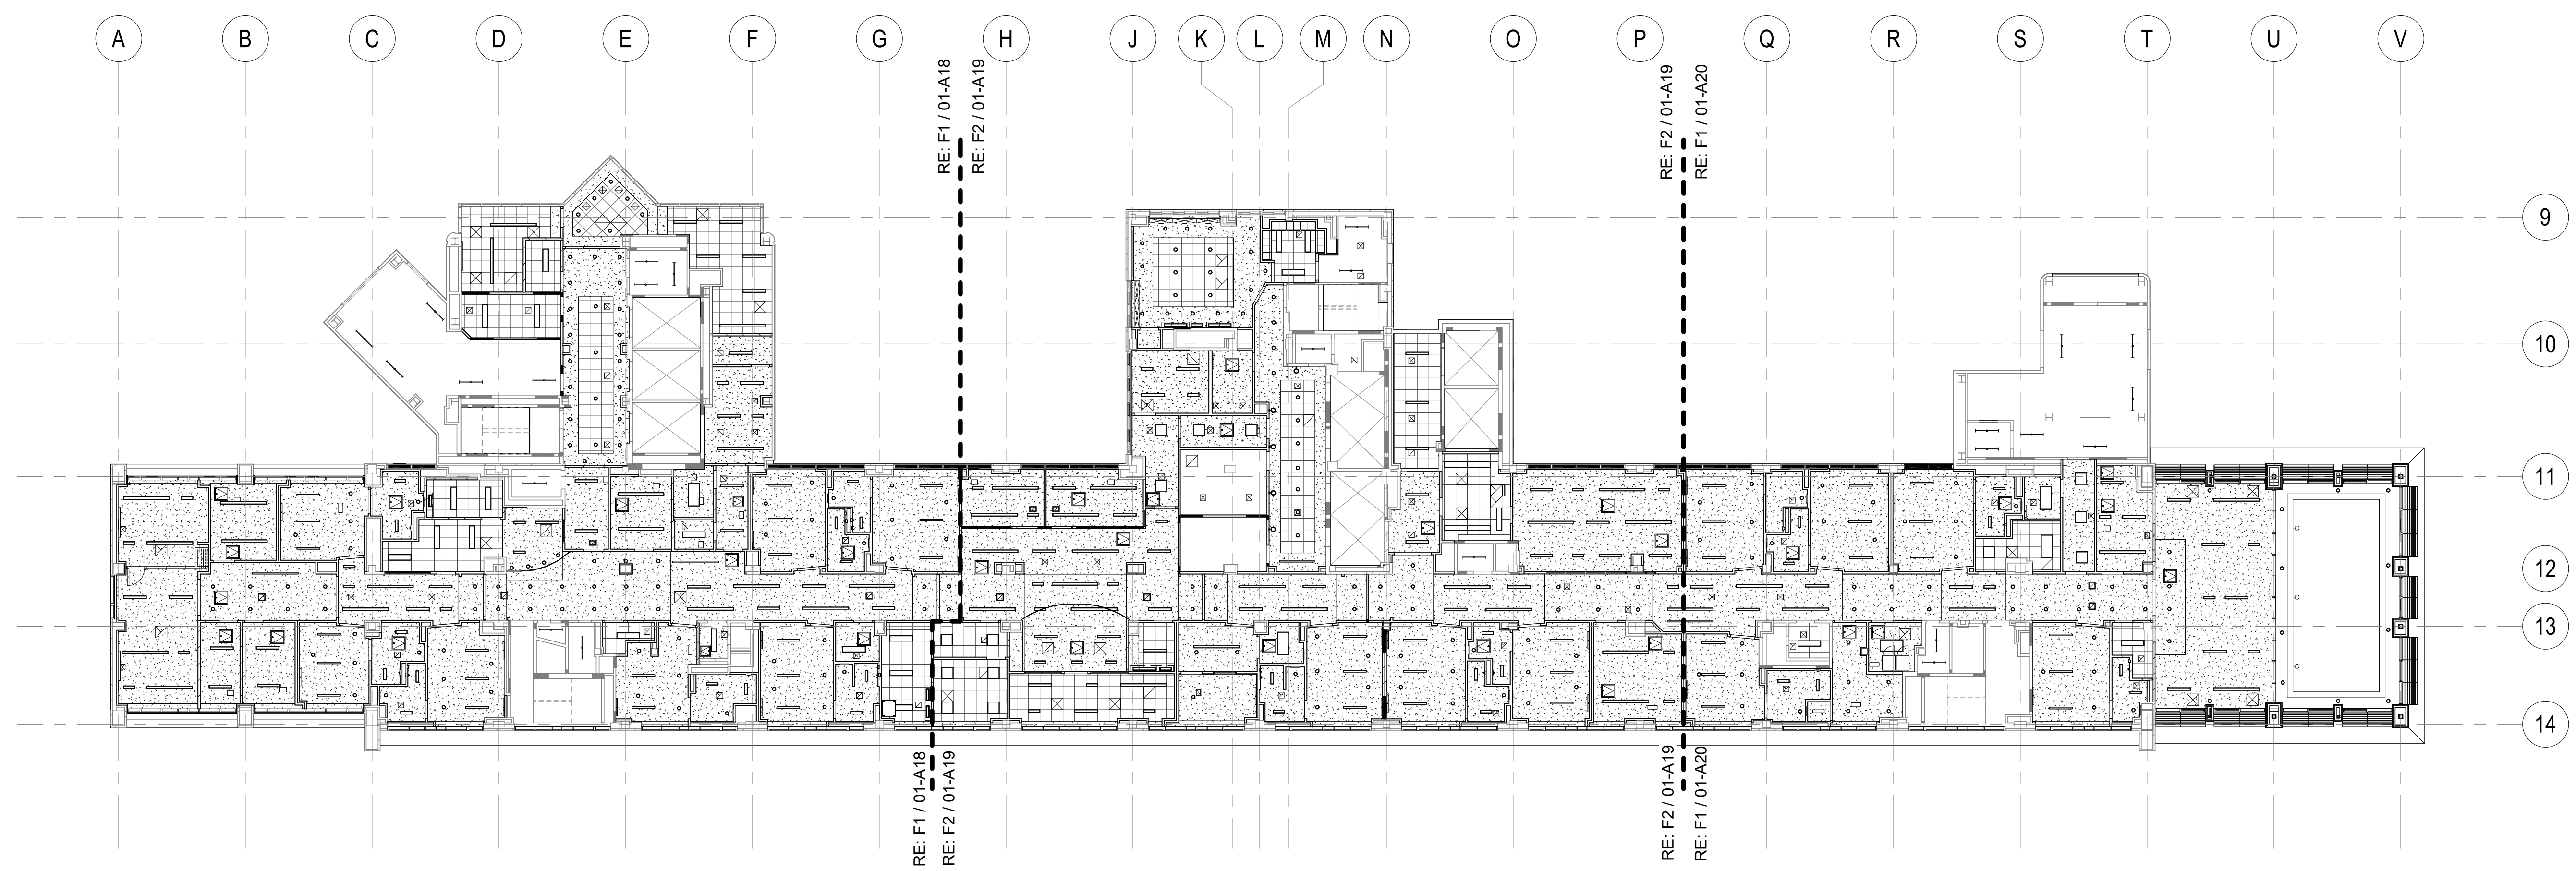 A B C D E F G H J K L M N O P Q R S T U V
RE: F1 / 01-A18
RE: F2 / 01-A19
RE: F2 / 01-A19
RE: F1 / 01-A20
9
10
11
12
13
14
RE: F1 / 01-A18
RE: F2 / 01-A19
RE: F2 / 01-A19
RE: F1 / 01-A20